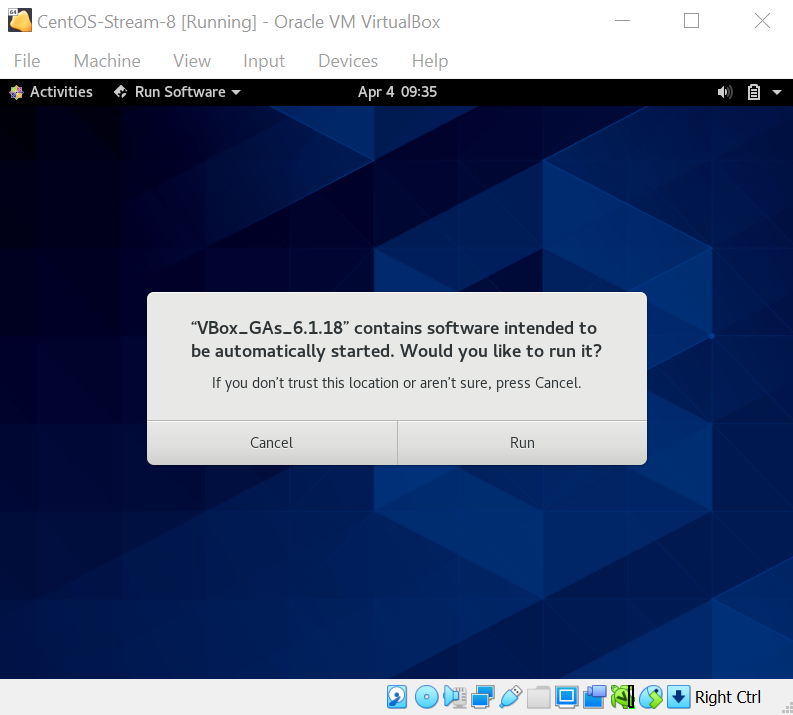 CentOS-Stream-8 [Running] - Oracle VM VirtualBox
File Machine View Input Devices Help
Activities Run Software Apr 4 09:35
“VBox_GAs_6.1.18” contains software intended to
be automatically started. Would you like to run it?
If you don’t trust this location or aren’t sure, press Cancel.
Cancel Run
Right Ctrl